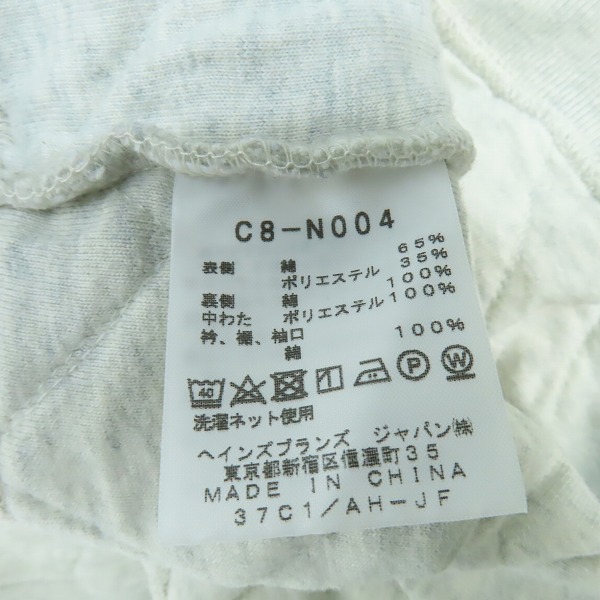 C8-N004
表側 綿 65%
ポリエステル 35%
裏側 綿 100%
中わた ポリエステル 100%
衿、裾、袖口
綿 100%
40 P W
洗濯ネット使用
ヘインズブランズ ジャパン㈱
東京都新宿区信濃町35
MADE IN CHINA
37C1/AH-JF